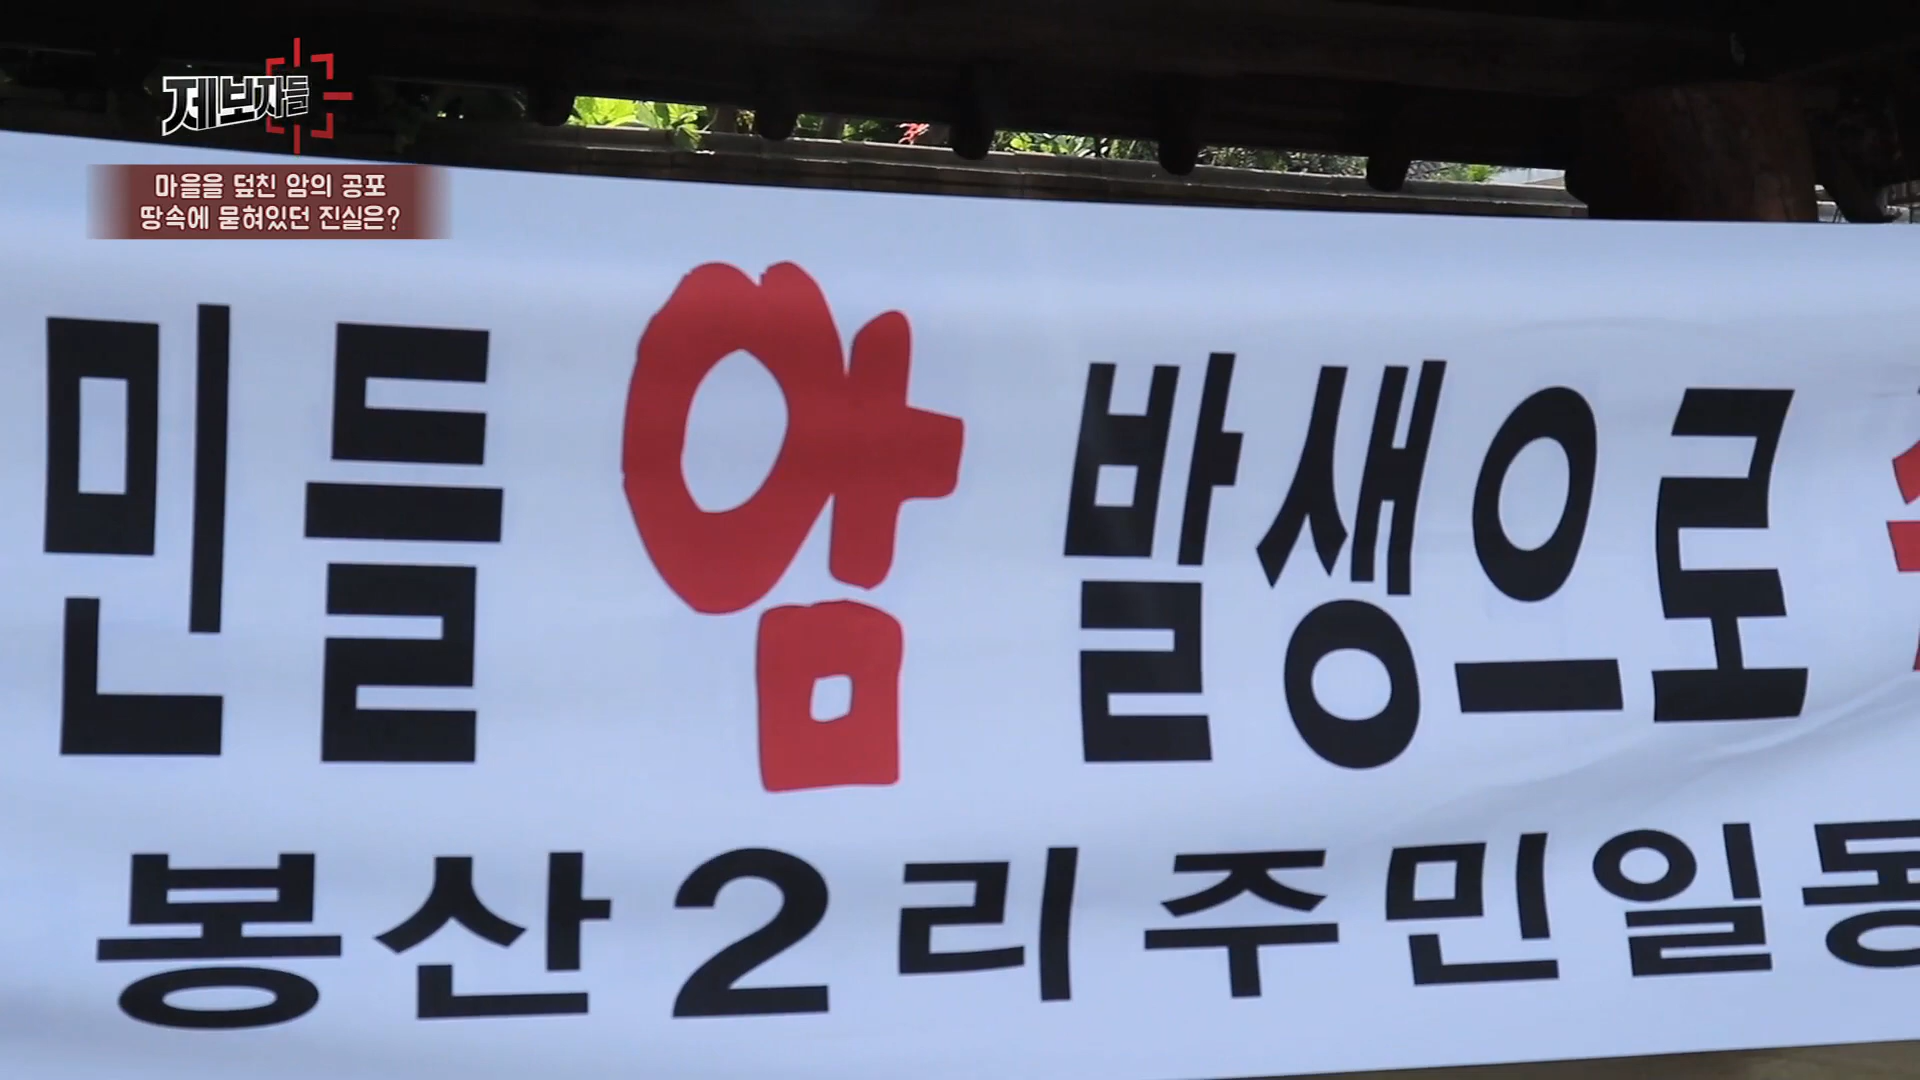 제보자들
마을을 덮친 암의 공포
땅속에 묻혀있던 진실은?
민들 암 발생으로
봉산2리 주민일동